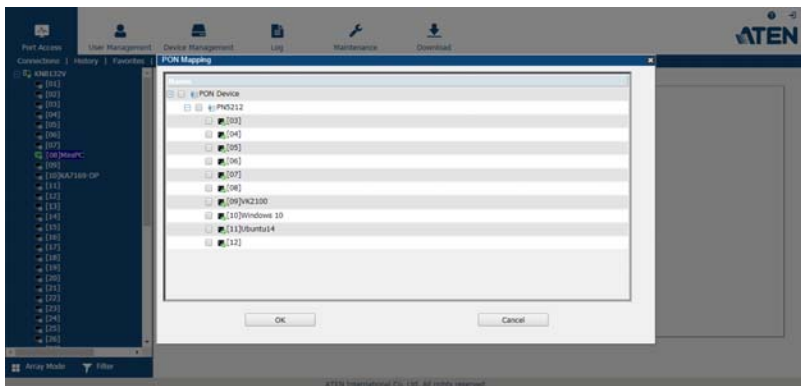 Port Access
User Management
Device Management
Log
Maintenance
Download
ATEN
Connections | History | Favorites |
PON Mapping
Name
PON Device
PN5212
[03]
[04]
[05]
[06]
[07]
[08]
[09]VK2100
[10]Windows 10
[11]Ubuntu14
[12]
OK
Cancel
KN8132V
[01]
[02]
[03]
[04]
[05]
[06]
[07]
[08]MiniPC
[09]
[10]KA7169-DP
[11]
[12]
[13]
[14]
[15]
[16]
[17]
[18]
[19]
[20]
[21]
[22]
[23]
[24]
[25]
[26]
Array Mode
Filter
ATEN International Co., Ltd. All rights reserved.